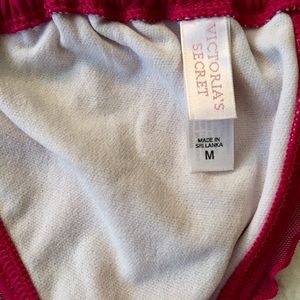 VICTORIA'S
SECRET
MADE IN
SRI LANKA
M